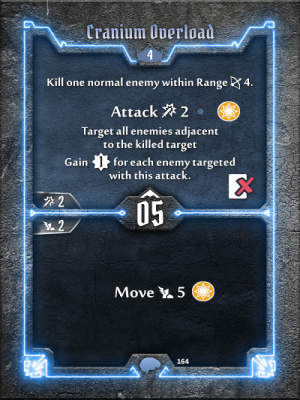 Cranium Overload
4
Kill one normal enemy within Range 4.
Attack 2
Target all enemies adjacent
to the killed target
Gain 1 for each enemy targeted
with this attack.
2
05
2
Move 5
164